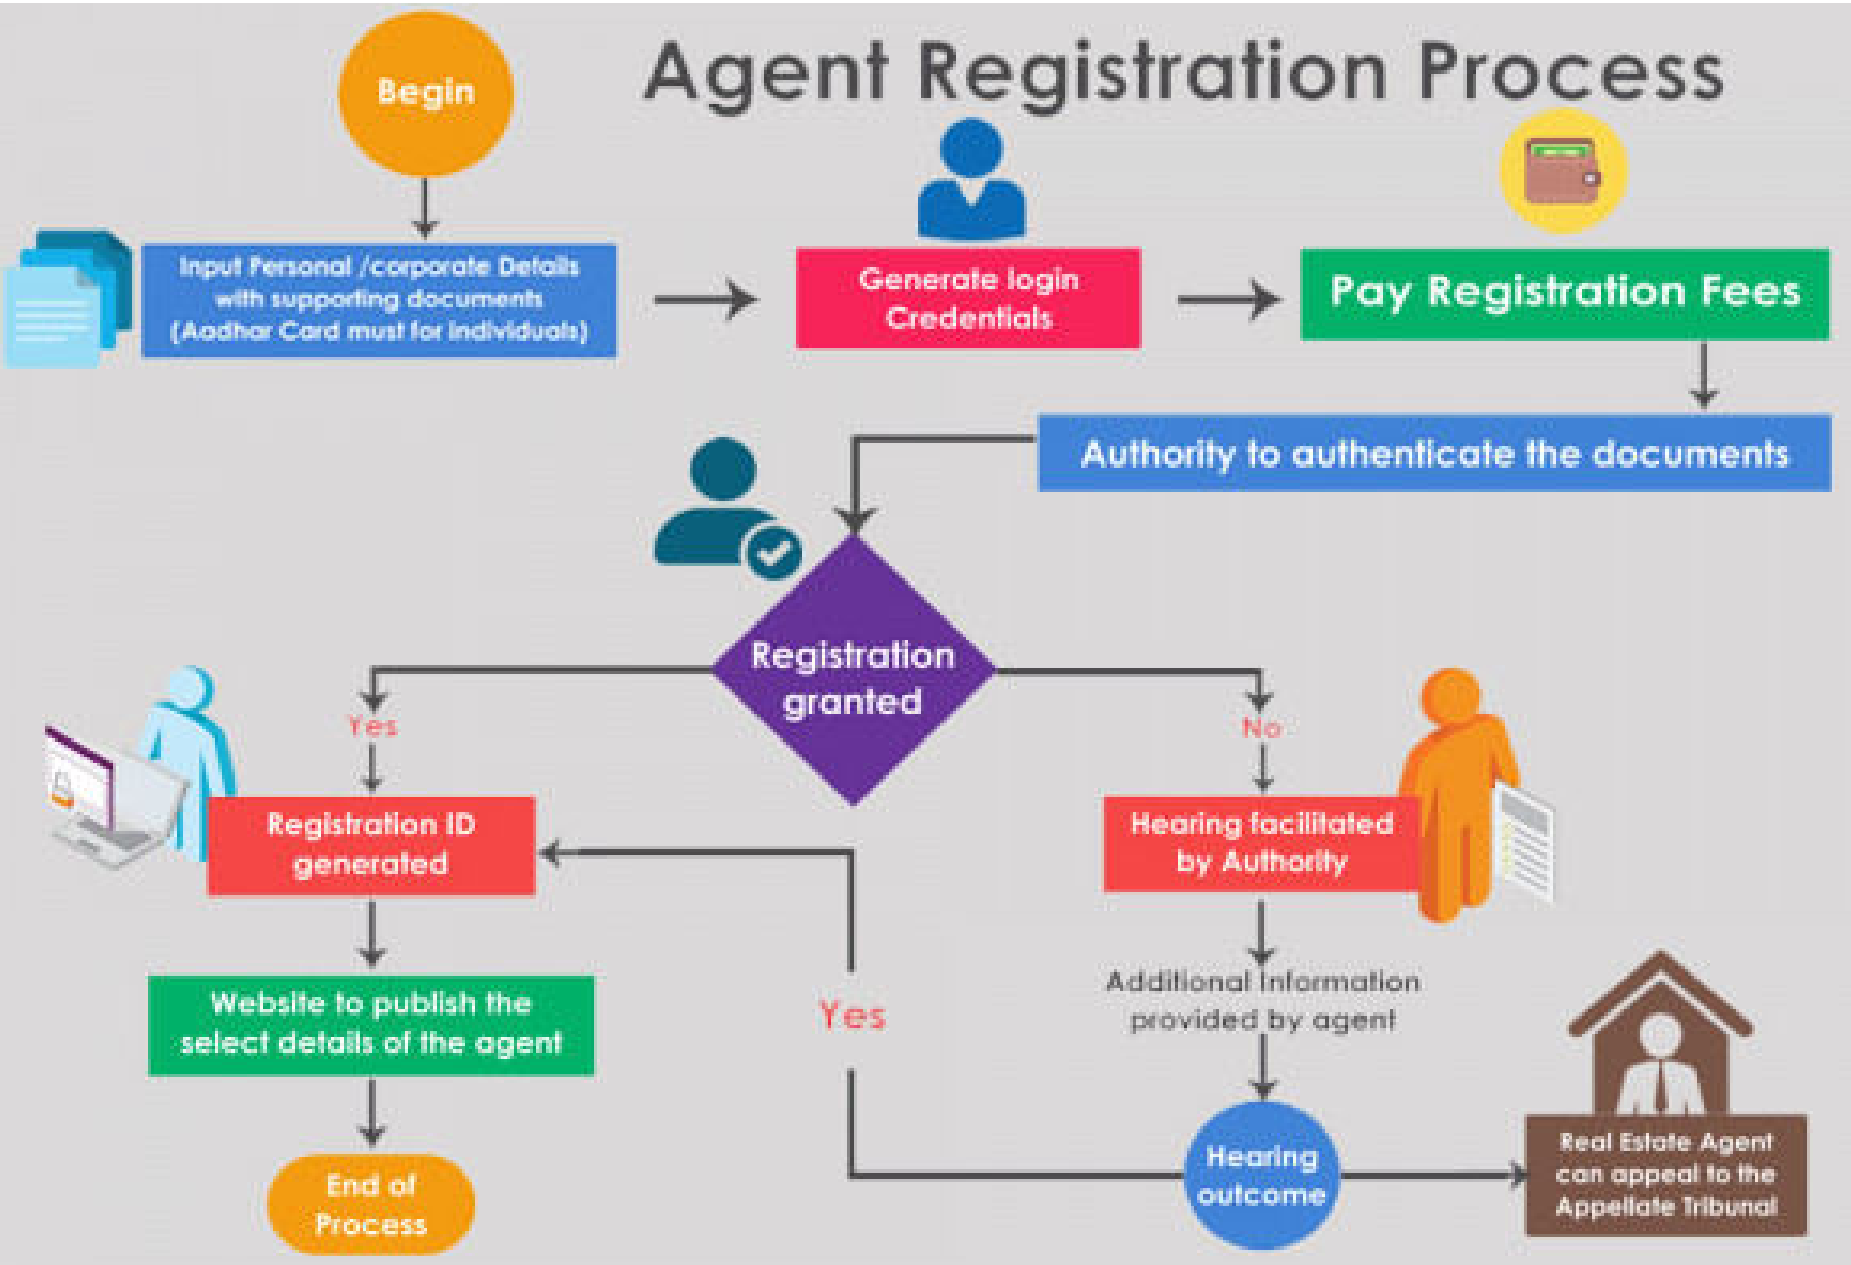 Agent Registration Process
Begin
Input Personal /corporate Details
with supporting documents
(Aadhar Card must for individuals)
Generate login
Credentials
Pay Registration Fees
Authority to authenticate the documents
Registration
granted
Yes
No
Registration ID
generated
Hearing facilitated
by Authority
Website to publish the
select details of the agent
Yes
Additional Information
provided by agent
End of
Process
Hearing
outcome
Real Estate Agent
can appeal to the
Appellate Tribunal